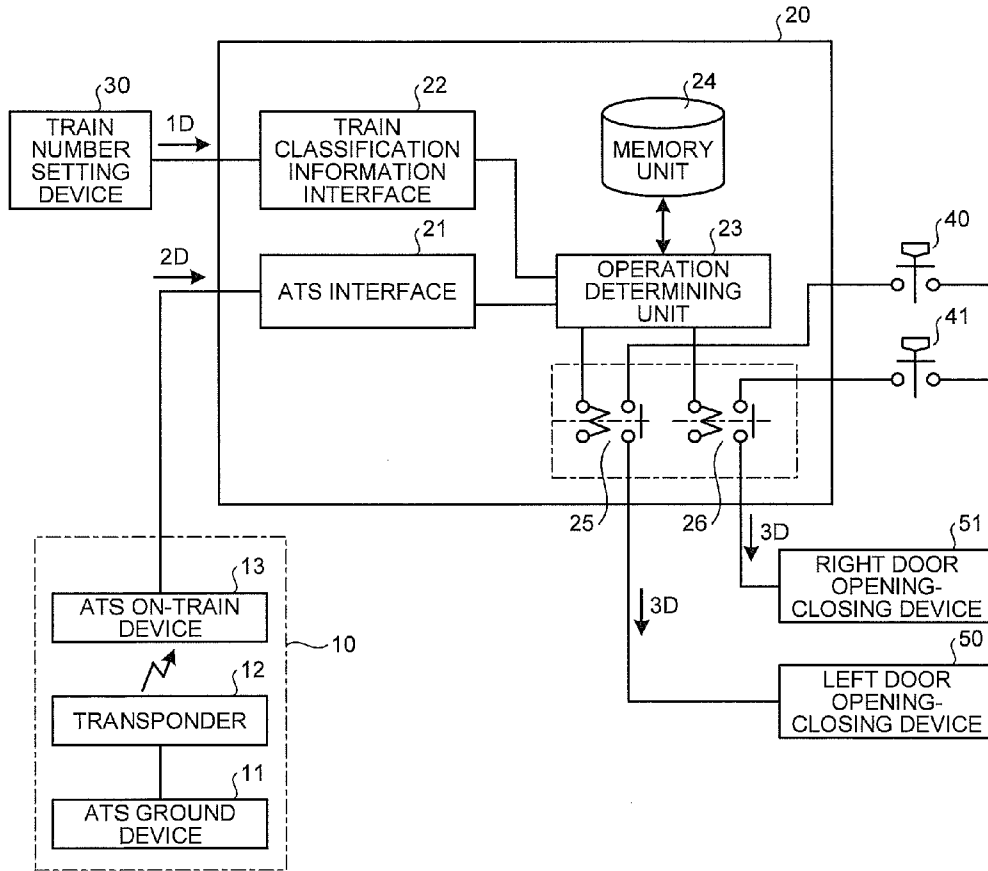 20
30
TRAIN
NUMBER
SETTING
DEVICE
1D
22
TRAIN
CLASSIFICATION
INFORMATION
INTERFACE
24
MEMORY
UNIT
21
ATS INTERFACE
2D
23
OPERATION
DETERMINING
UNIT
40
41
25
26
3D
3D
51
RIGHT DOOR
OPENING-
CLOSING DEVICE
50
LEFT DOOR
OPENING-
CLOSING DEVICE
13
ATS ON-TRAIN
DEVICE
10
12
TRANSPONDER
11
ATS GROUND
DEVICE